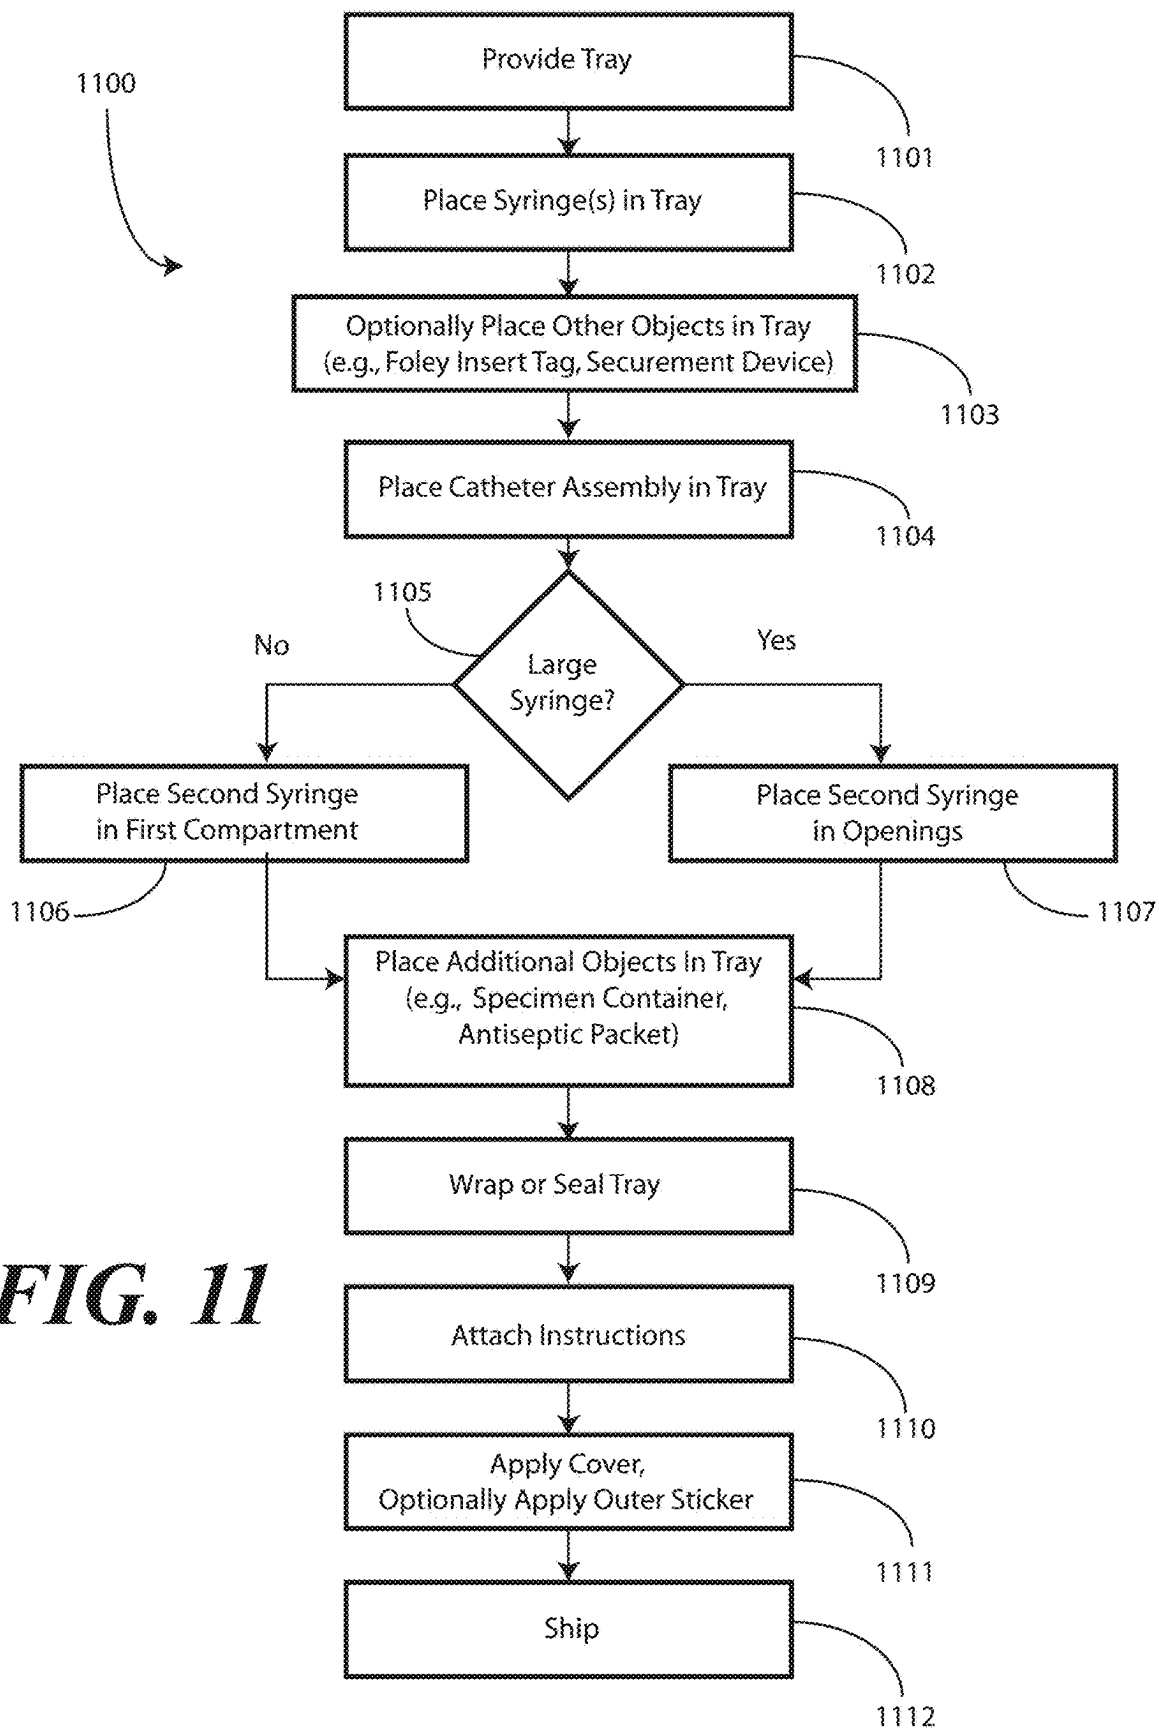 Provide Tray
1100
1101
Place Syringe(s) in Tray
1102
Optionally Place Other Objects in Tray
(e.g., Foley Insert Tag, Securement Device)
1103
Place Catheter Assembly in Tray
1104
1105
No
Yes
Large
Syringe?
Place Second Syringe
in First Compartment
Place Second Syringe
in Openings
1106
1107
Place Additional Objects In Tray
(e.g., Specimen Container,
Antiseptic Packet)
1108
Wrap or Seal Tray
1109
FIG. 11
Attach Instructions
1110
Apply Cover,
Optionally Apply Outer Sticker
1111
Ship
1112